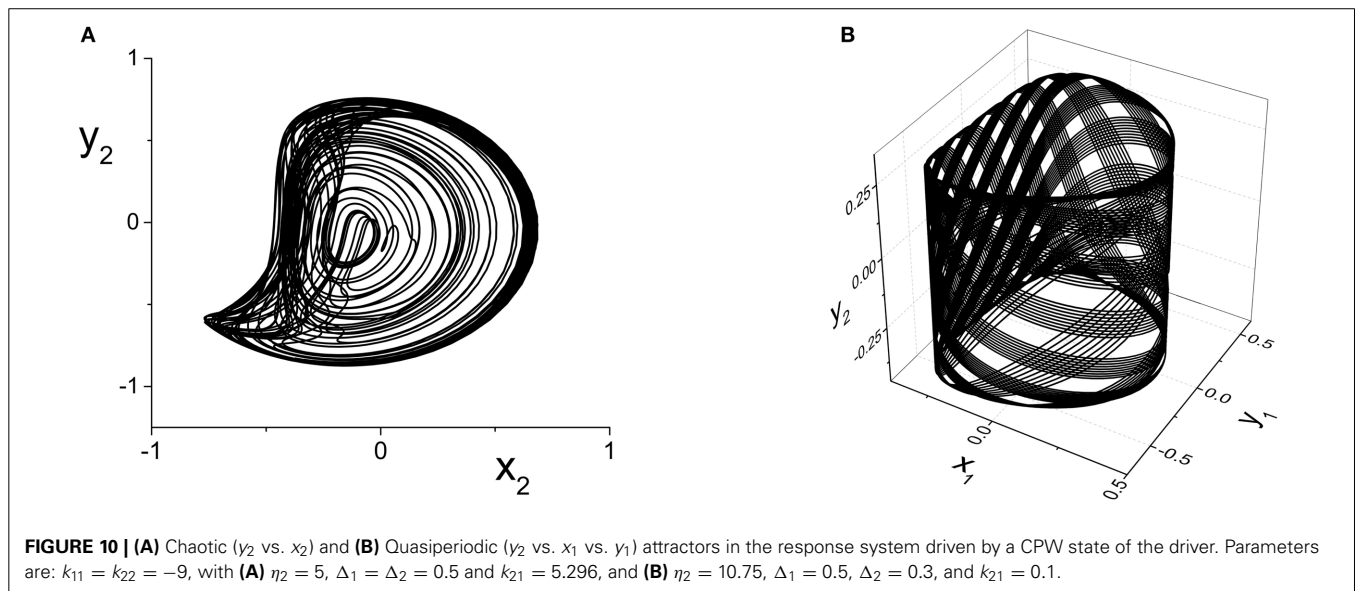 A
1
0
-1
y₂
-1
0
1
x₂
B
0.25
0.00
-0.25
y₂
0.0
0.5
x₁
-0.5
0.0
-0.5
y₁
FIGURE 10 | (A) Chaotic (y₂ vs. x₂) and (B) Quasiperiodic (y₂ vs. x₁ vs. y₁) attractors in the response system driven by a CPW state of the driver. Parameters
are: k₁₁ = k₂₂ = −9, with (A) η₂ = 5, Δ₁ = Δ₂ = 0.5 and k₂₁ = 5.296, and (B) η₂ = 10.75, Δ₁ = 0.5, Δ₂ = 0.3, and k₂₁ = 0.1.